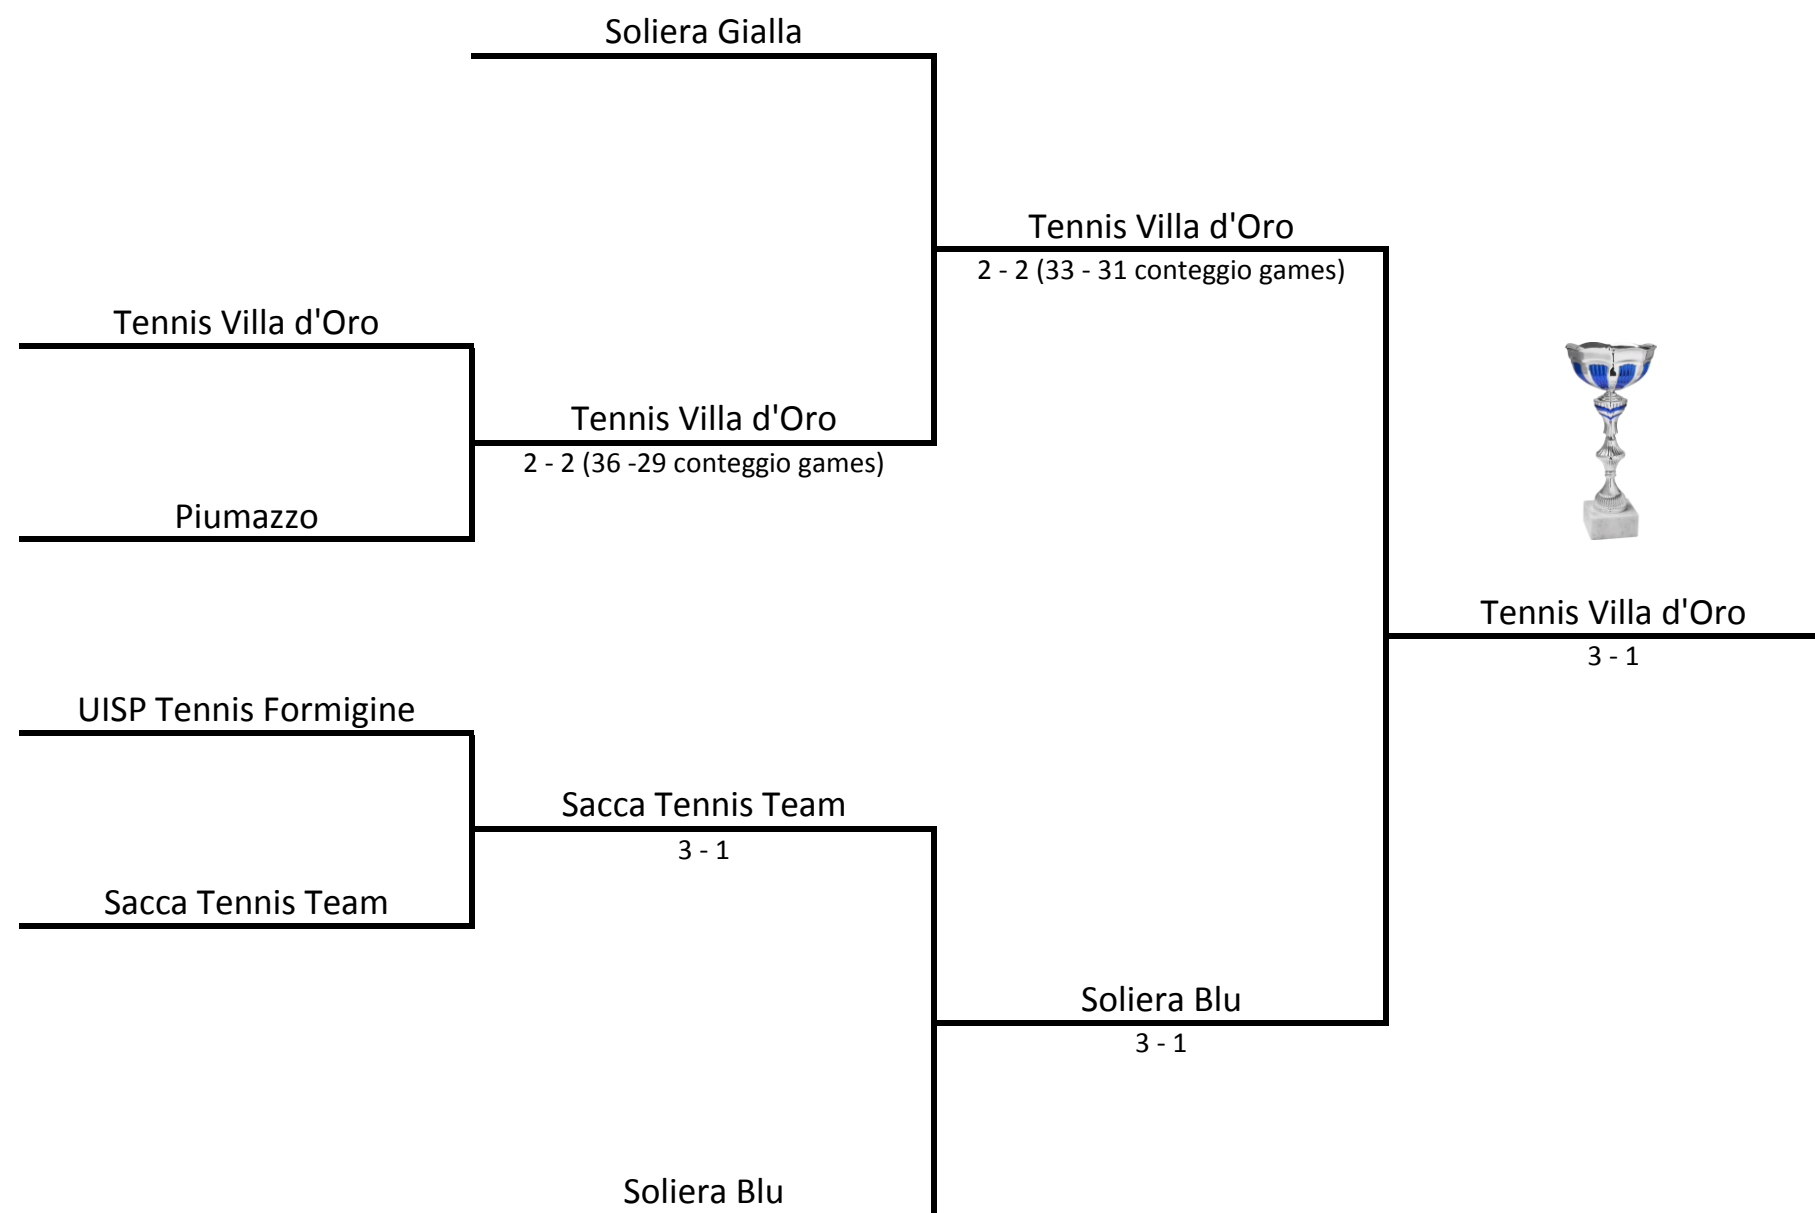 Soliera Gialla
Tennis Villa d'Oro
2 - 2 (33 - 31 conteggio games)
Tennis Villa d'Oro
Tennis Villa d'Oro
2 - 2 (36 -29 conteggio games)
Piumazzo
Tennis Villa d'Oro
3 - 1
UISP Tennis Formigine
Sacca Tennis Team
3 - 1
Sacca Tennis Team
Soliera Blu
3 - 1
Soliera Blu